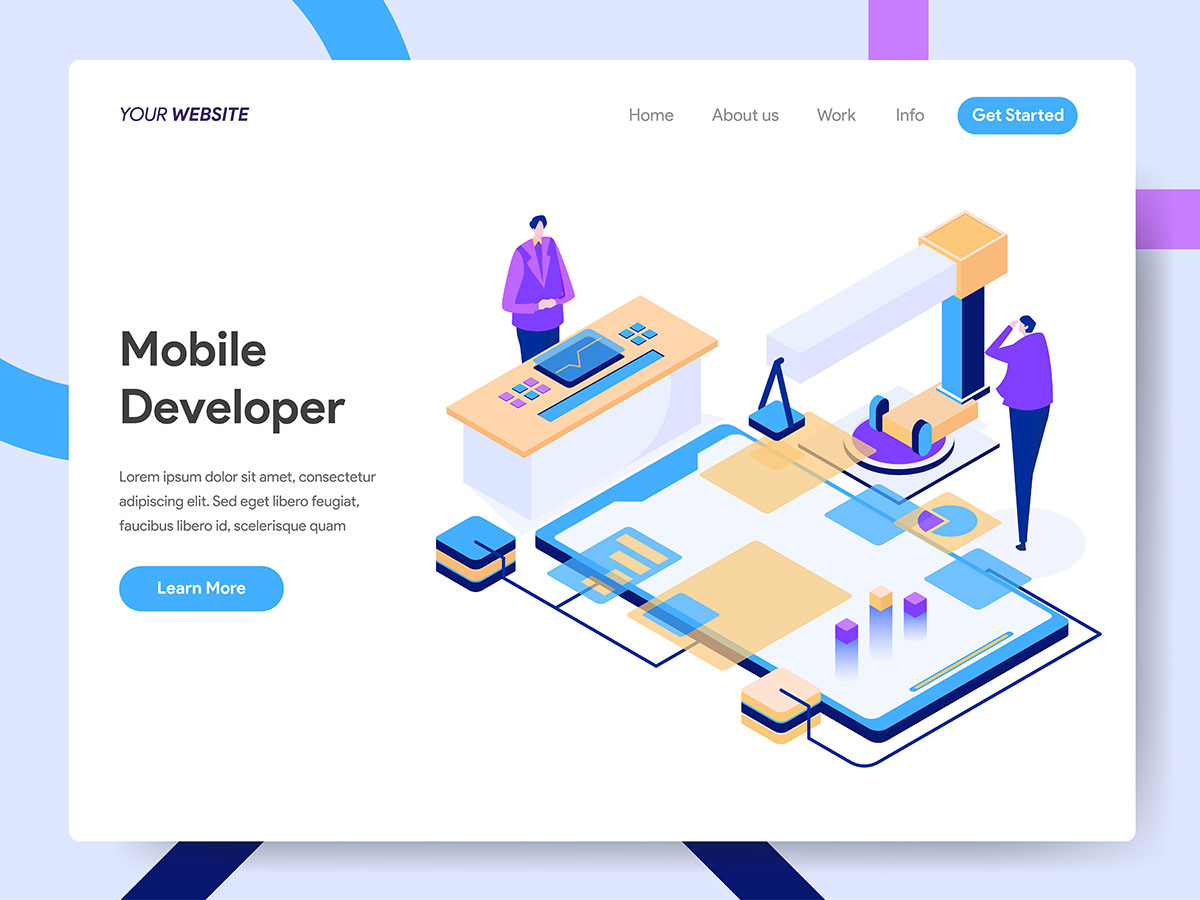 YOUR WEBSITE
Home
About us
Work
Info
Get Started
Mobile
Developer
Lorem ipsum dolor sit amet, consectetur
adipiscing elit. Sed eget libero feugiat,
faucibus libero id, scelerisque quam
Learn More